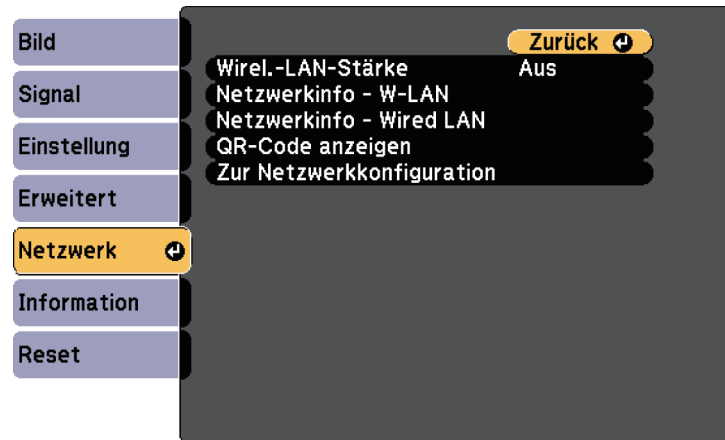 Bild
Signal
Einstellung
Erweitert
Netzwerk
Information
Reset
Zurück
Wirel.-LAN-Stärke Aus
Netzwerkinfo - W-LAN
Netzwerkinfo - Wired LAN
QR-Code anzeigen
Zur Netzwerkkonfiguration